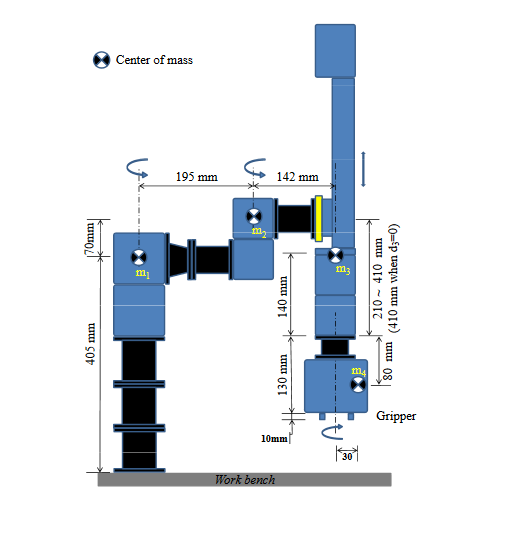 Center of mass
195 mm
142 mm
70mm
m2
m1
m3
210 ~ 410 mm
(410 mm when d3=0)
140 mm
405 mm
130 mm
m4
80 mm
Gripper
10mm
30
Work bench